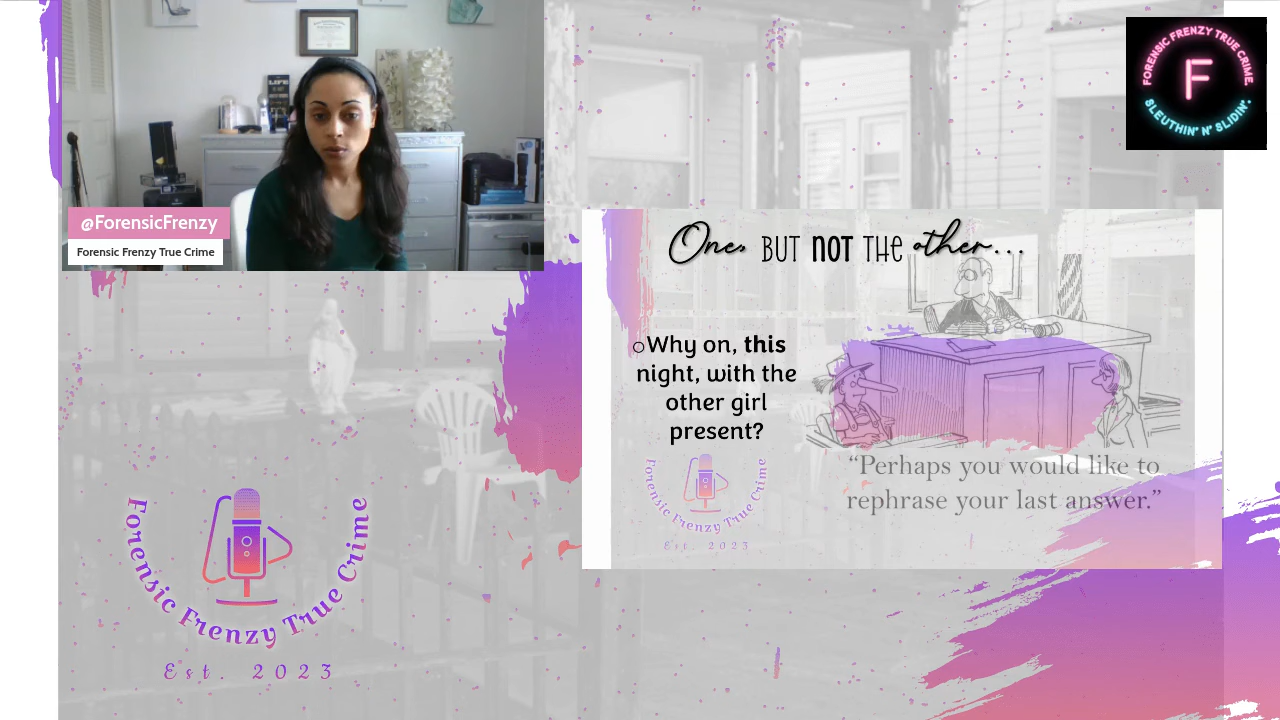 LIFE
@ForensicFrenzy
Forensic Frenzy True Crime
FORENSIC FRENZY TRUE CRIME.
F
SLEUTHIN' N' SLIDIN'.
One, BUT NOT THE other...
Why on, this
night, with the
other girl
present?
"Perhaps you would like to
rephrase your last answer."
Forensic Frenzy True Crime
Est. 2023
Forensic Frenzy True Crime
Est. 2023